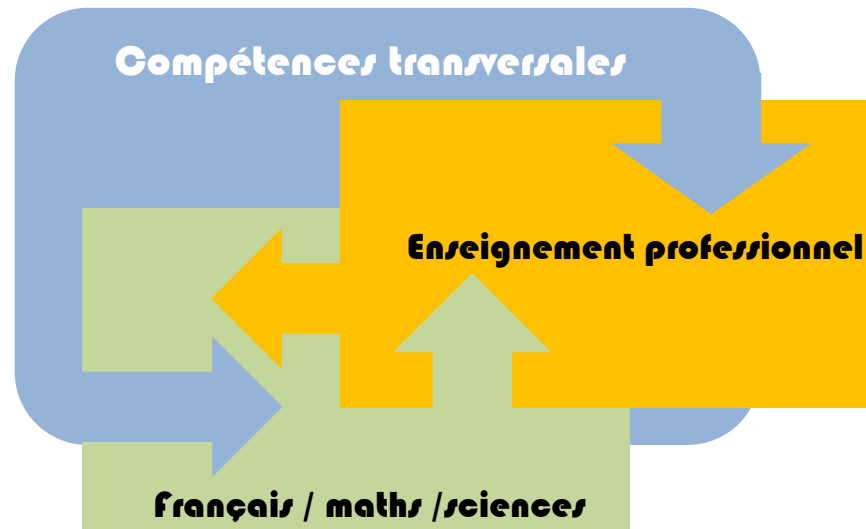 Compétences transversales
Enseignement professionnel
Français / maths /sciences